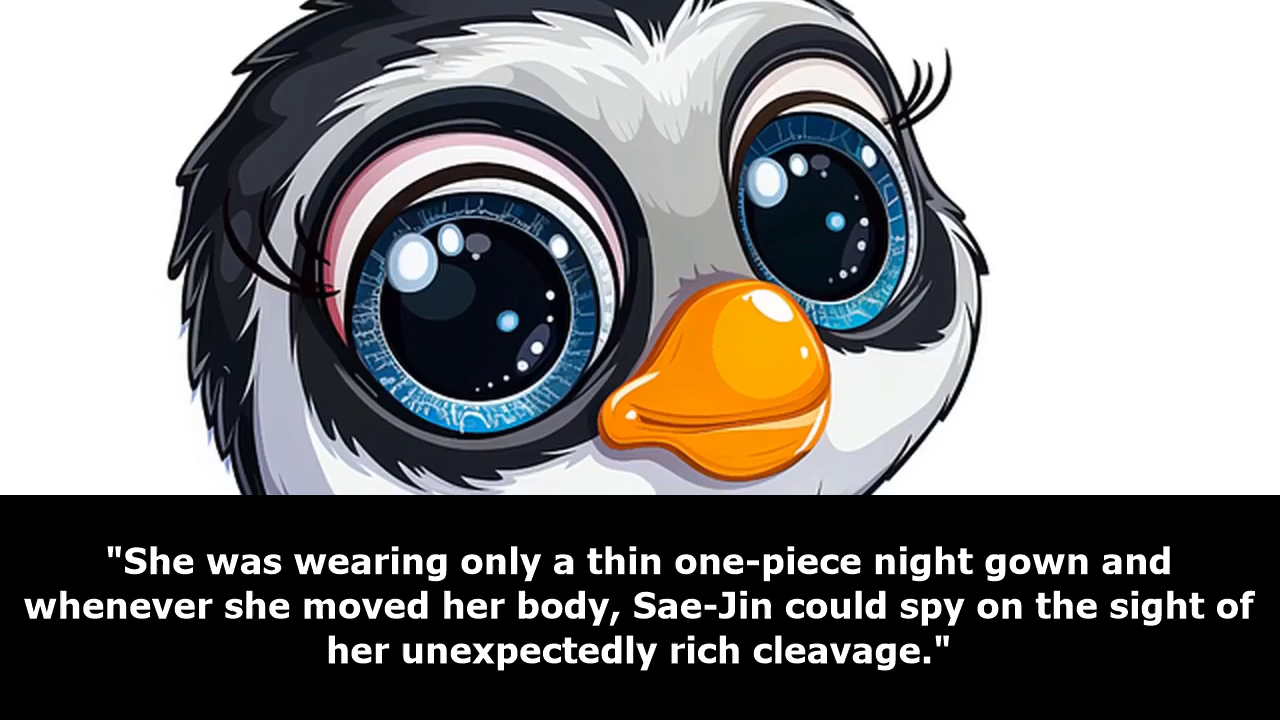 "She was wearing only a thin one-piece night gown and
whenever she moved her body, Sae-Jin could spy on the sight of
her unexpectedly rich cleavage."